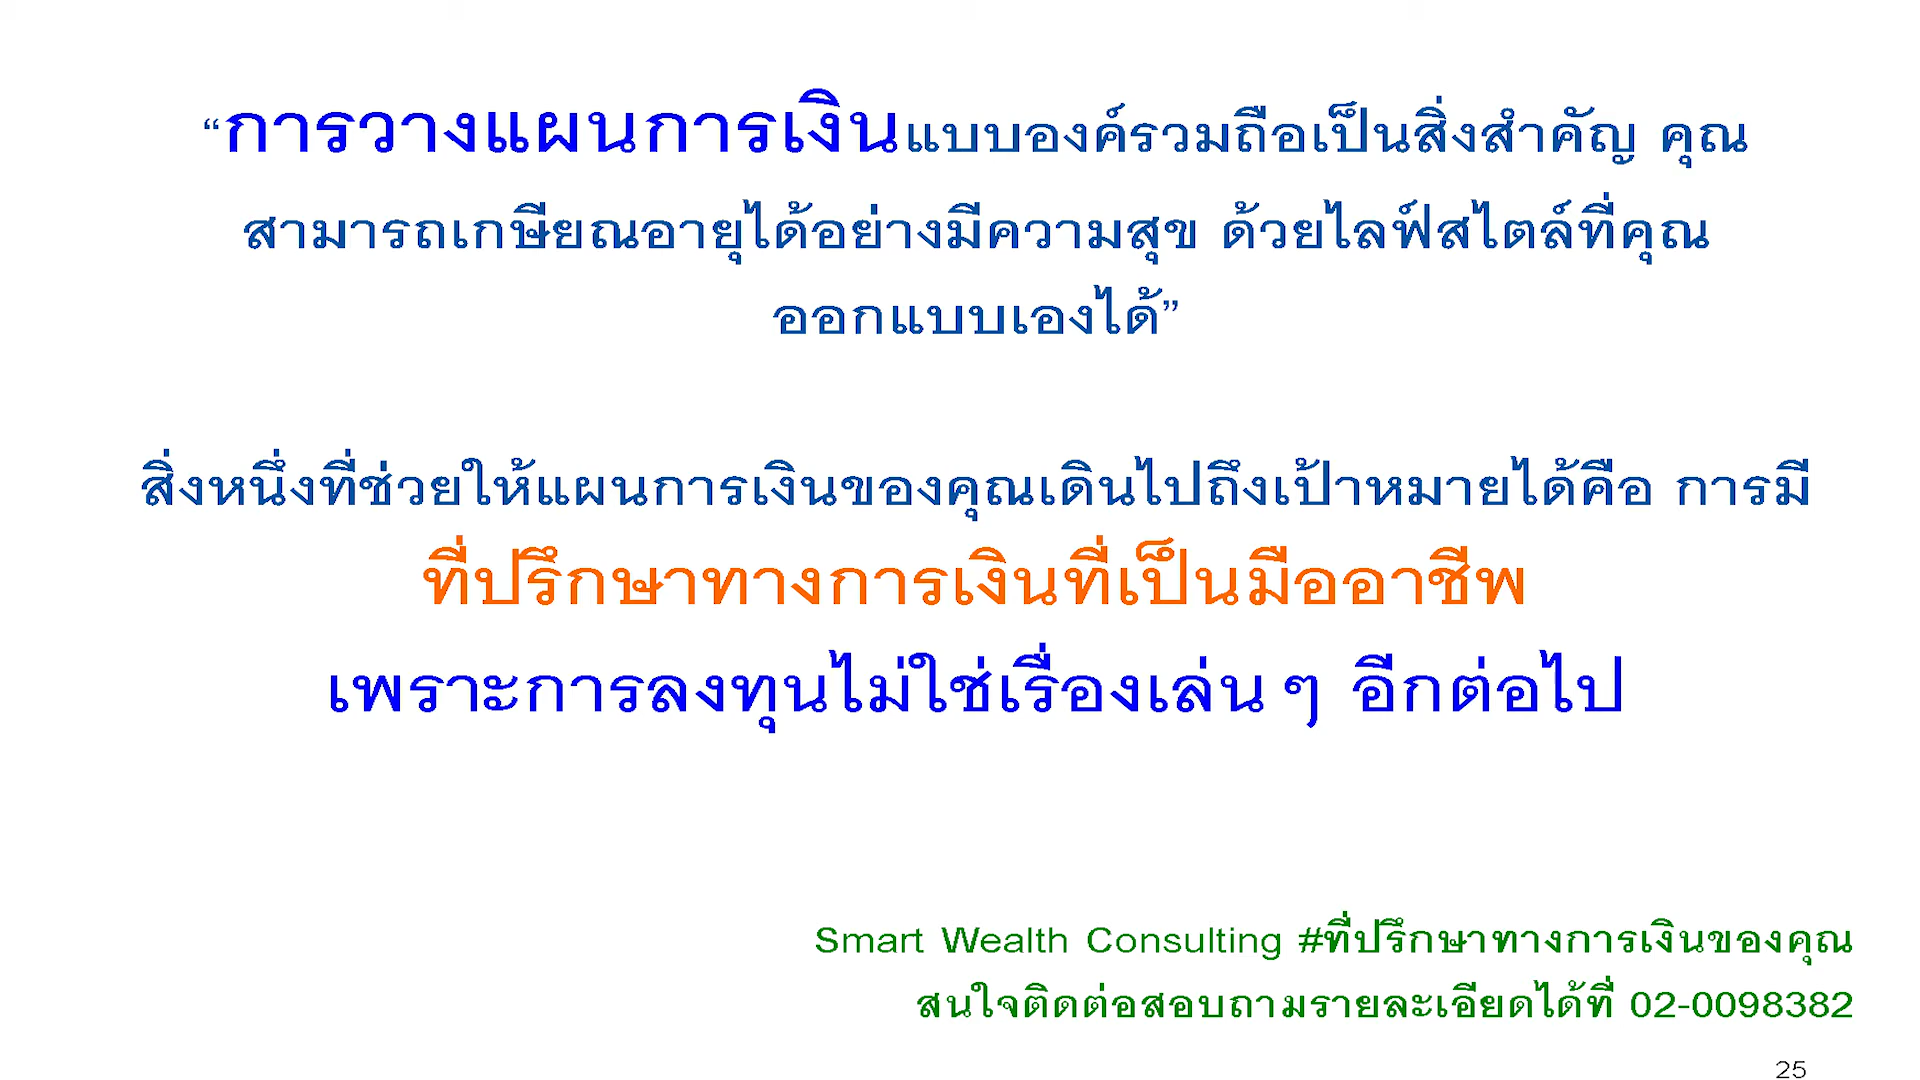 “การวางแผนการเงินแบบองค์รวมถือเป็นสิ่งสำคัญ คุณ
สามารถเกษียณอายุได้อย่างมีความสุข ด้วยไลฟ์สไตล์ที่คุณ
ออกแบบเองได้”
สิ่งหนึ่งที่ช่วยให้แผนการเงินของคุณเดินไปถึงเป้าหมายได้คือ การมี
ที่ปรึกษาทางการเงินที่เป็นมืออาชีพ
เพราะการลงทุนไม่ใช่เรื่องเล่นๆ อีกต่อไป
Smart Wealth Consulting #ที่ปรึกษาทางการเงินของคุณ
สนใจติดต่อสอบถามรายละเอียดได้ที่ 02-0098382
25